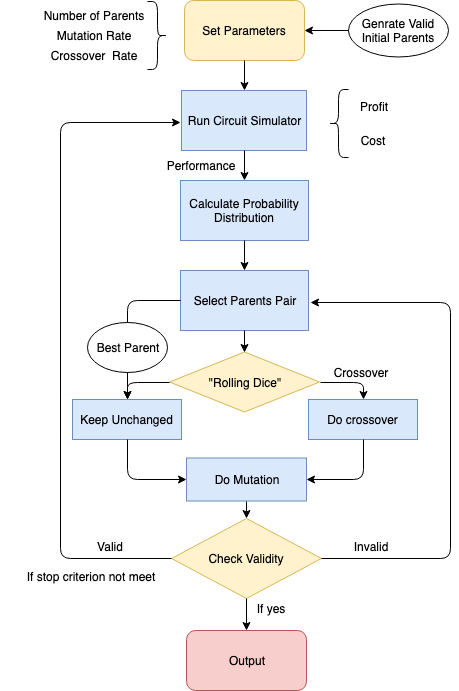 Number of Parents
Mutation Rate
Crossover Rate
Set Parameters
Genrate Valid
Initial Parents
Run Circuit Simulator
Profit
Cost
Performance
Calculate Probability
Distribution
Select Parents Pair
Best Parent
"Rolling Dice"
Crossover
Keep Unchanged
Do crossover
Do Mutation
Valid
Check Validity
Invalid
If stop criterion not meet
If yes
Output